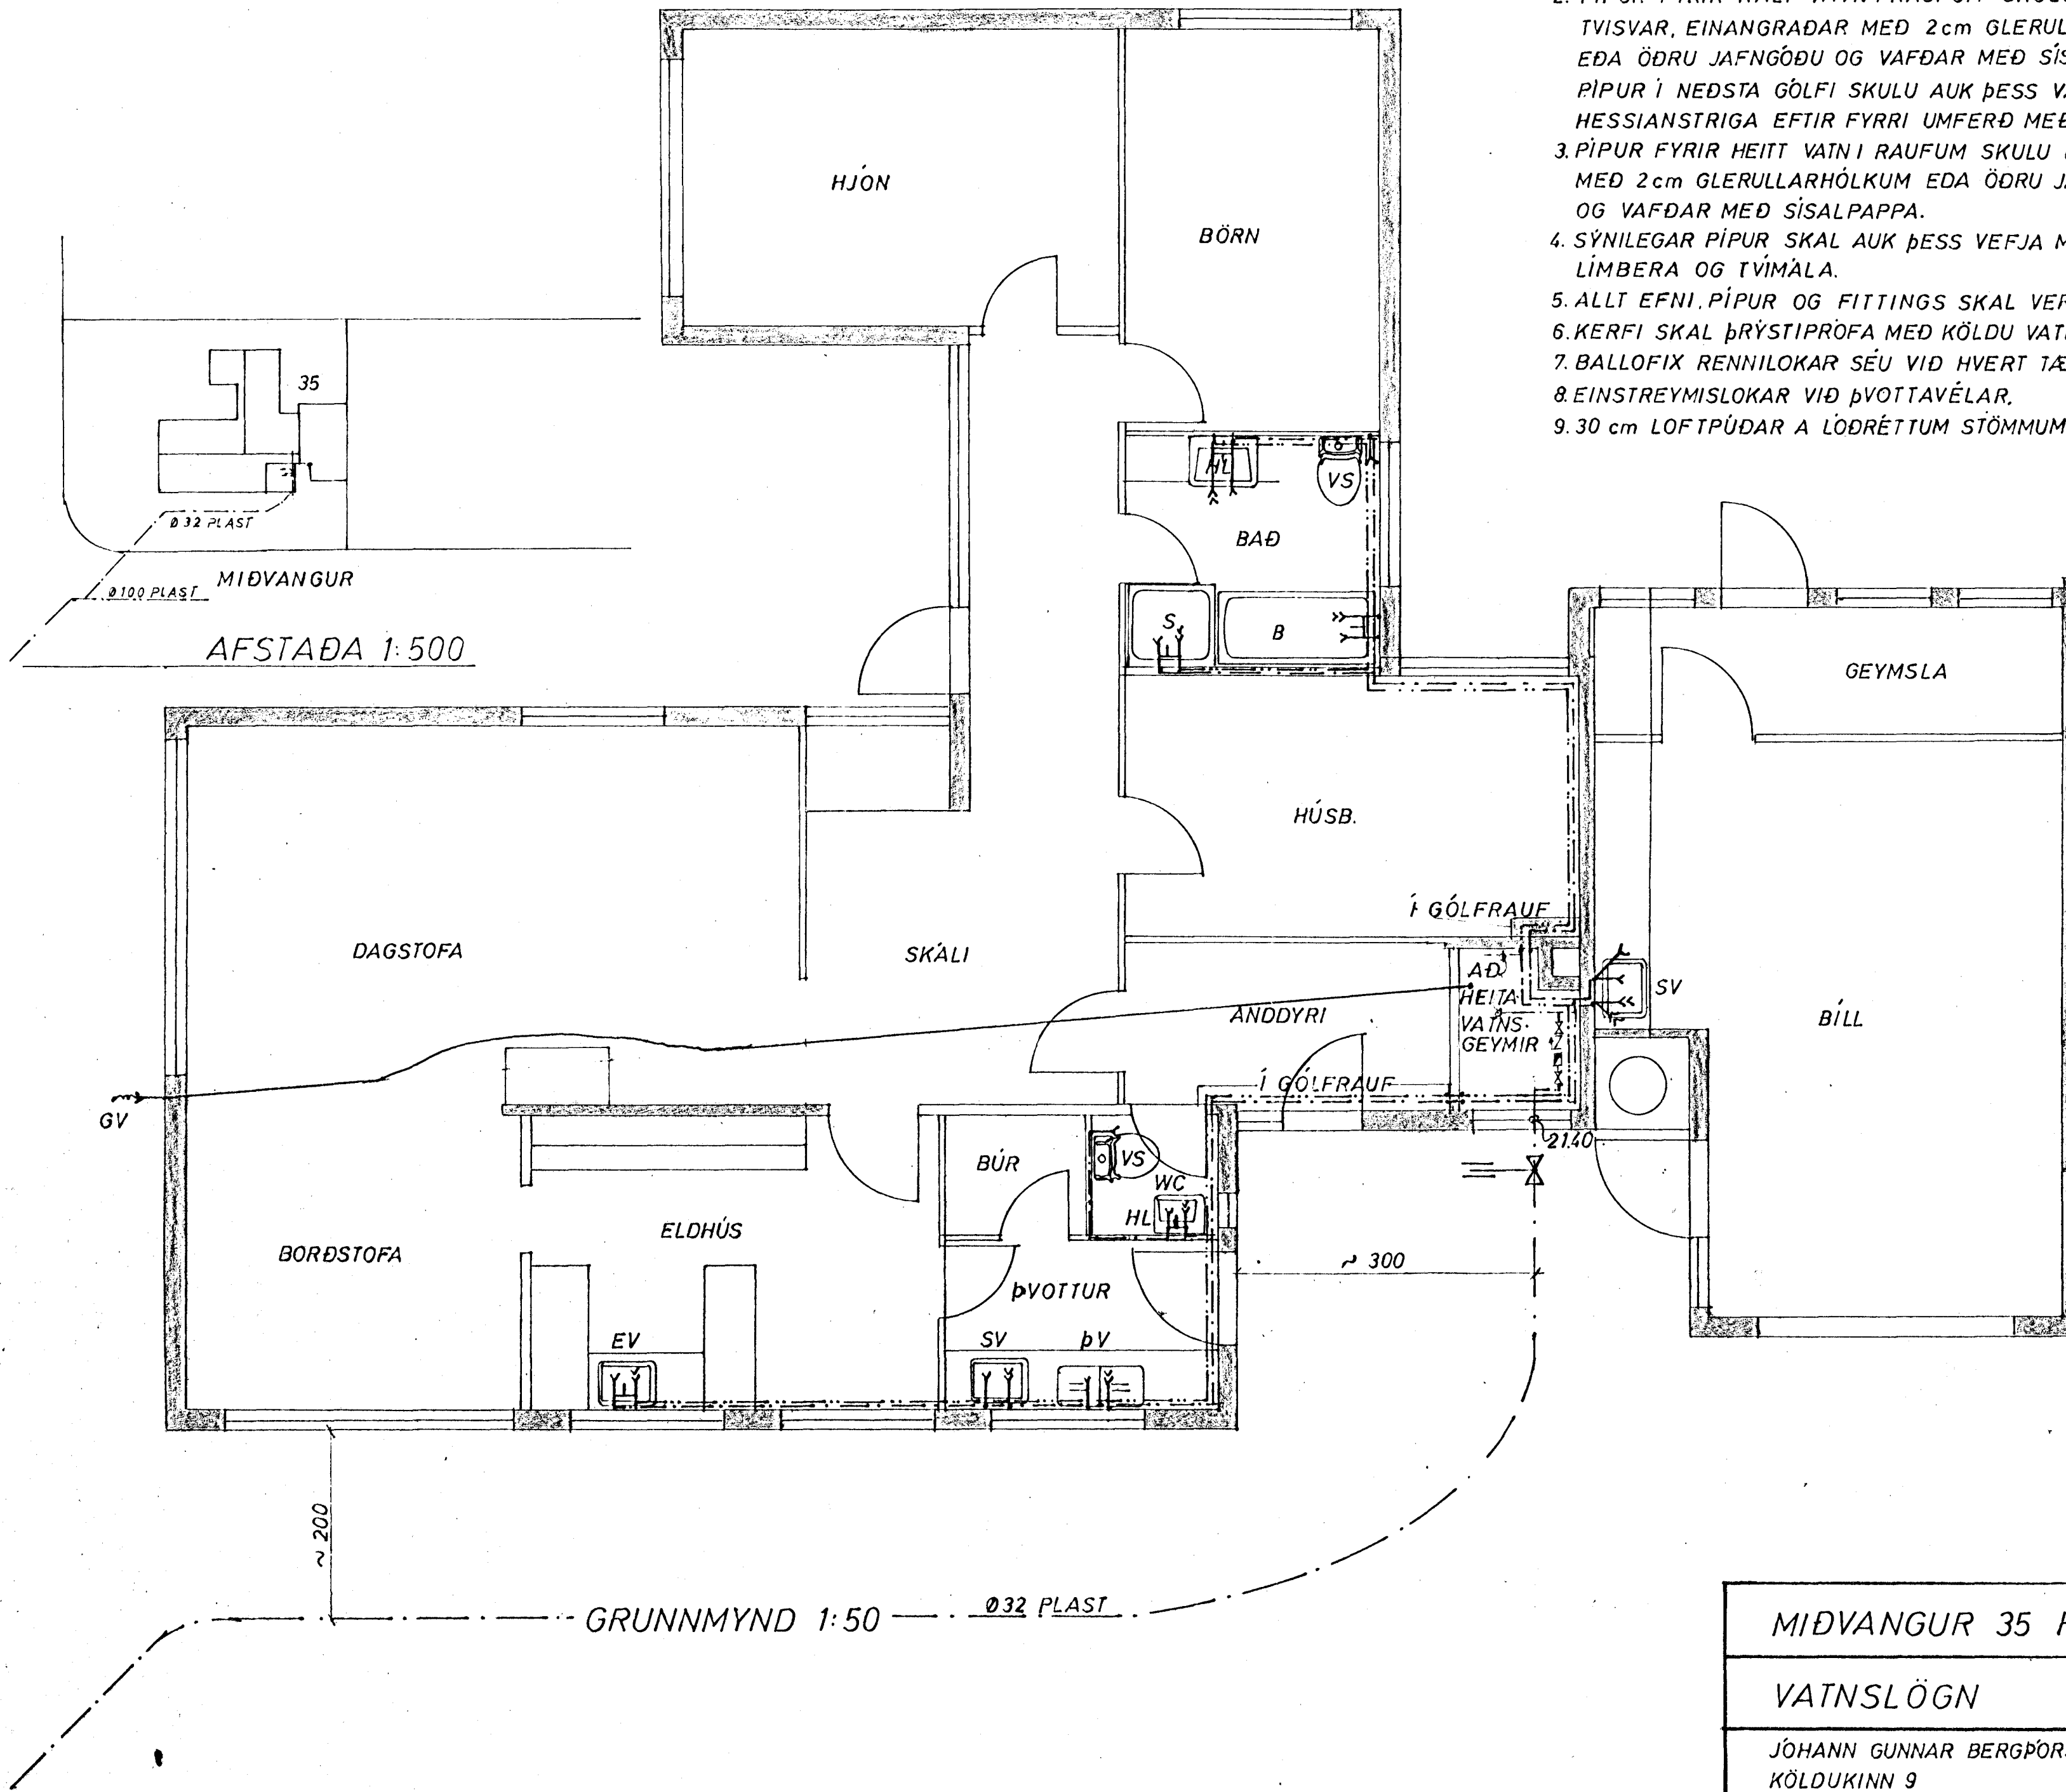 TVISVAR, EINANGRAÐAR MEÐ 2cm GLERUL
EÐA ÖÐRU JAFNGÓÐU OG VAFÐAR MEÐ SÍS
PÍPUR Í NEÐSTA GÓLFI SKULU AUK ÞESS
HESSIANSTRIGA EFTIR FYRRI UMFERÐ MEÐ
3. PÍPUR FYRIR HEITT VATN Í RAUFUM SKULU
MEÐ 2cm GLERULLARHÓLKUM EÐA ÖÐRU
OG VAFÐAR MEÐ SÍSALPAPPA.
4. SÝNILEGAR PÍPUR SKAL AUK ÞESS VEFJA
LÍMBERA OG TVÍMÁLA.
5. ALLT EFNI, PÍPUR OG FITTINGS SKAL
6. KERFI SKAL ÞRÝSTIPRÓFA MEÐ KÖLDU
7. BALLOFIX RENNILOKAR SÉU VIÐ HVERT
8. EINSTREYMISLOKAR VIÐ ÞVOTTAVÉLAR,
9. 30 cm LOFTPÚÐAR A LÓÐRÉTTUM STÖMMUM
HJÓN
BÖRN
35
Ø32 PLAST
MIÐVANGUR
Ø100 PLAST
AFSTAÐA 1:500
HL
VS
BAÐ
S
B
GEYMSLA
HÚSB.
Í GÓLFRAUF
DAGSTOFA
SKÁLI
AÐ
HEITA
VATNS-
GEYMIR
ANDDYRI
SV
BÍLL
Í GÓLFRAUF
GV
BÚR
VS
WC
HL
21.40
ELDHÚS
BORÐSTOFA
~ 300
ÞVOTTUR
EV
SV
ÞV
~ 200
GRUNNMYND 1:50
Ø32 PLAST
MIÐVANGUR 35
VATNSLÖGN
JÓHANN GUNNAR BERGÞÓR
KÖLDUKINN 9